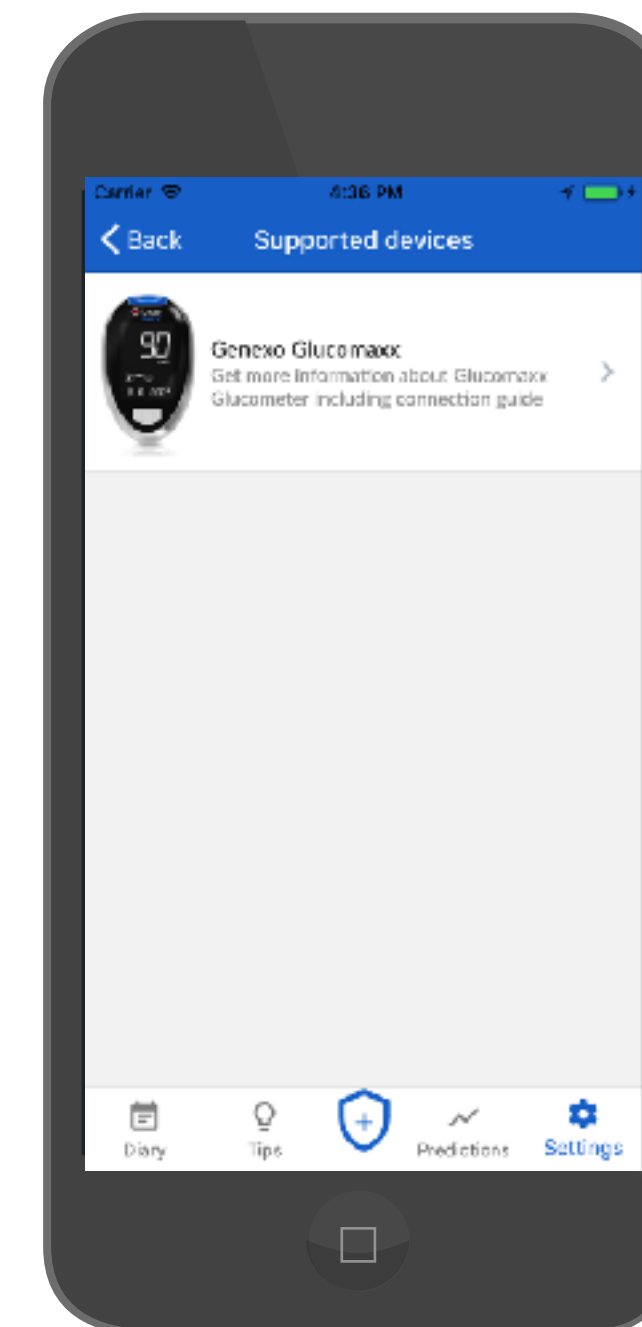 Carrier
4:36 PM
Back
Supported devices
90
Genexo Glucomaxx
Get more information about Glucomaxx
Glucometer including connection guide
Diary
Tips
Predictions
Settings